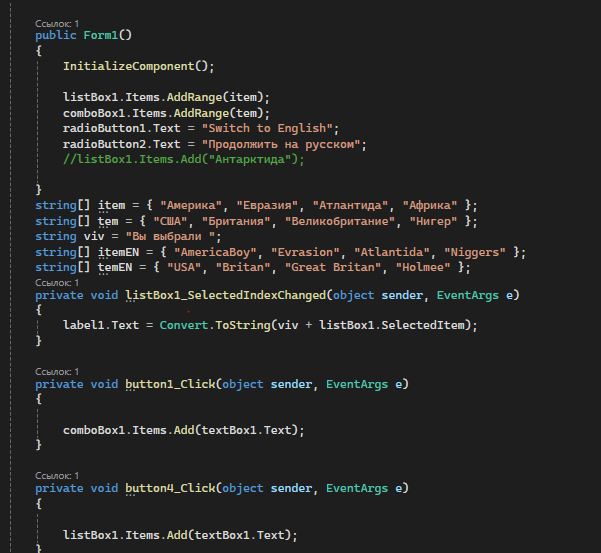 Ссылок: 1
public Form1()
{
InitializeComponent();
listBox1.Items.AddRange(item);
comboBox1.Items.AddRange(tem);
radioButton1.Text = "Switch to English";
radioButton2.Text = "Продолжить на русском";
//listBox1.Items.Add("Антарктида");
}
string[] item = { "Америка", "Евразия", "Атлантида", "Африка" };
string[] tem = { "США", "Британия", "Великобритание", "Нигер" };
string viv = "Вы выбрали ";
string[] itemEN = { "AmericaBoy", "Evrasion", "Atlantida", "Niggers" };
string[] temEN = { "USA", "Britan", "Great Britan", "Holmee" };
Ссылок: 1
private void listBox1_SelectedIndexChanged(object sender, EventArgs e)
{
label1.Text = Convert.ToString(viv + listBox1.SelectedItem);
}
Ссылок: 1
private void button1_Click(object sender, EventArgs e)
{
comboBox1.Items.Add(textBox1.Text);
}
Ссылок: 1
private void button4_Click(object sender, EventArgs e)
{
listBox1.Items.Add(textBox1.Text);
}